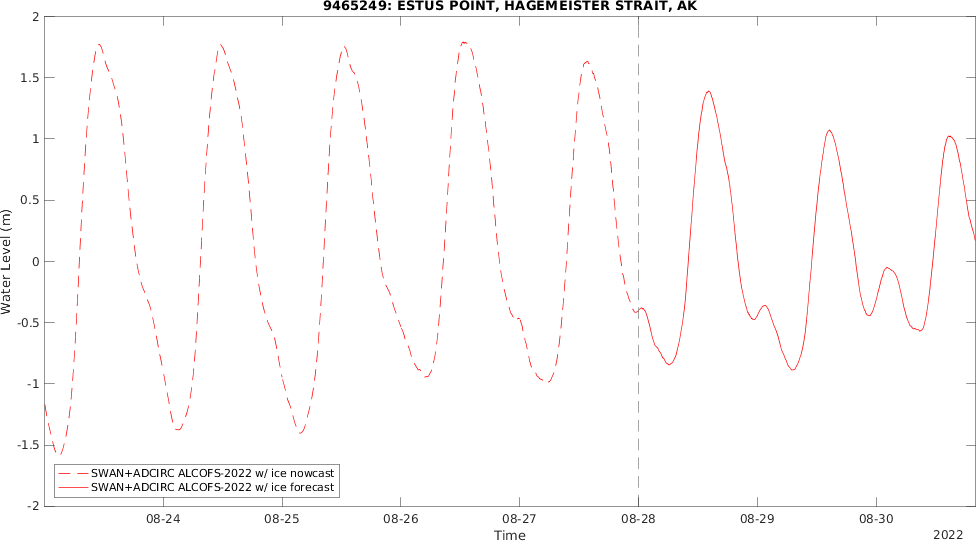 9465249: ESTUS POINT, HAGEMEISTER STRAIT, AK
2
1.5
1
0.5
0
-0.5
-1
-1.5
-2
Water Level (m)
SWAN+ADCIRC ALCOFS-2022 w/ ice nowcast
SWAN+ADCIRC ALCOFS-2022 w/ ice forecast
08-24 08-25 08-26 08-27 08-28 08-29 08-30
Time
2022